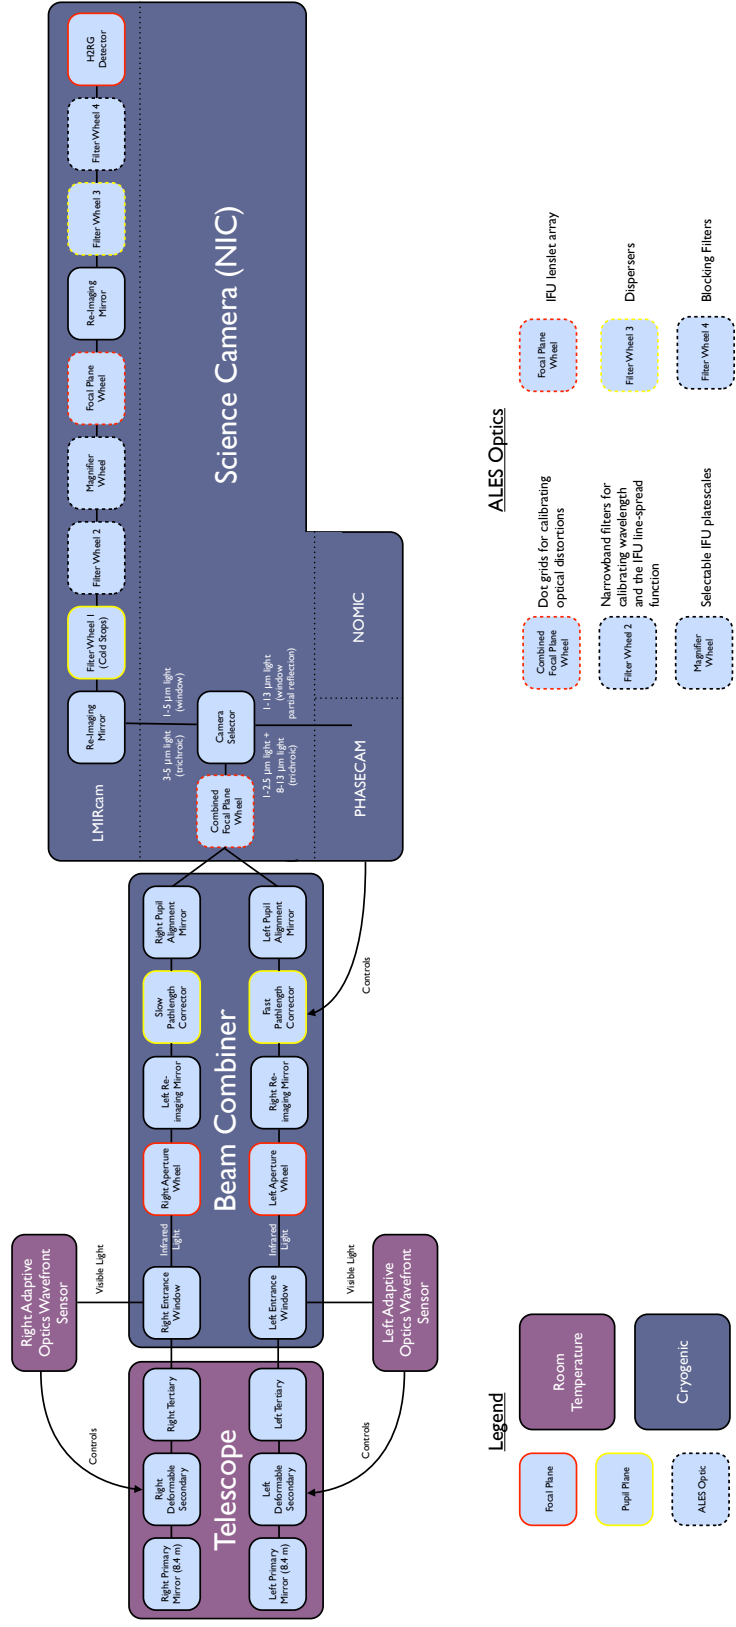 Right Adaptive
Optics Wavefront
Sensor
Controls
Visible Light
Telescope
Right Primary
Mirror (8.4 m)
Right
Deformable
Secondary
Right Tertiary
Left Primary
Mirror (8.4 m)
Left
Deformable
Secondary
Left Tertiary
Controls
Visible Light
Left Adaptive
Optics Wavefront
Sensor
Beam Combiner
Right Entrance
Window
Infrared
Light
Right Aperture
Wheel
Left Re-
imaging Mirror
Slow
Pathlength
Corrector
Right Pupil
Alignment
Mirror
Left Entrance
Window
Infrared
Light
Left Aperture
Wheel
Right Re-
imaging Mirror
Fast
Pathlength
Corrector
Left Pupil
Alignment
Mirror
Controls
Science Camera (NIC)
LMIRcam
Re-Imaging
Mirror
Filter Wheel 1
(Cold Stops)
Filter Wheel 2
Magnifier
Wheel
Focal Plane
Wheel
Re-Imaging
Mirror
Filter Wheel 3
Filter Wheel 4
H2RG
Detector
3-5 µm light
(trichroic)
1-5 µm light
(window)
Combined
Focal Plane
Wheel
Camera
Selector
1-2.5 µm light +
8-13 µm light
(trichroic)
1-13 µm light
(window
partial reflection)
PHASECAM
NOMIC
Legend
Focal Plane
Pupil Plane
ALES Optic
Room
Temperature
Cryogenic
ALES Optics
Combined
Focal Plane
Wheel
Dot grids for calibrating
optical distortions
Filter Wheel 2
Narrowband filters for
calibrating wavelength
and the IFU line-spread
function
Magnifier
Wheel
Selectable IFU platescales
Focal Plane
Wheel
IFU lenslet array
Filter Wheel 3
Dispersers
Filter Wheel 4
Blocking Filters